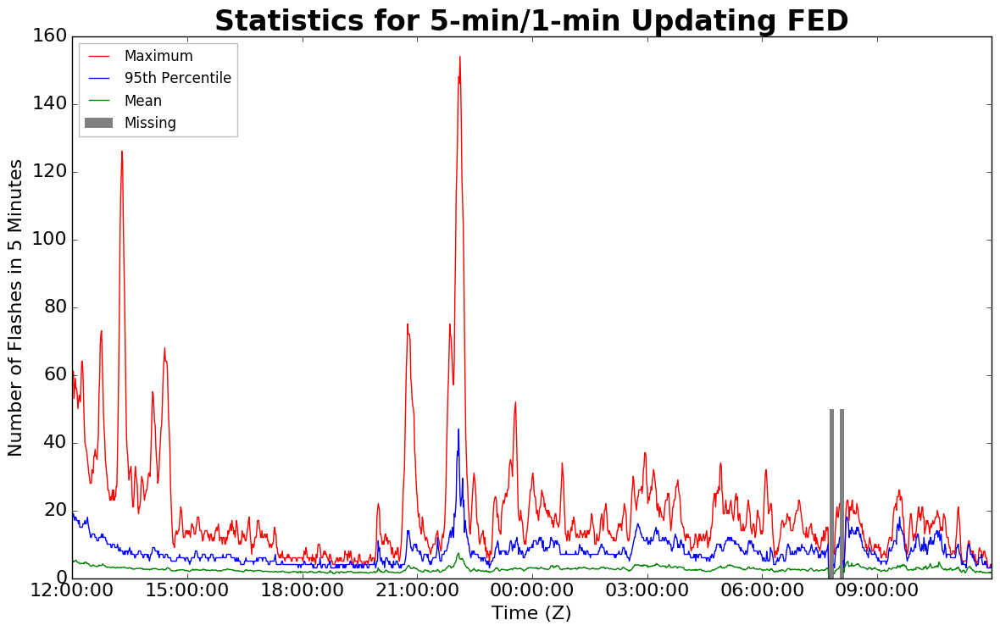 Statistics for 5-min/1-min Updating FED
160
140
120
100
80
60
40
20
0
Number of Flashes in 5 Minutes
Maximum
95th Percentile
Mean
Missing
12:00:00 15:00:00 18:00:00 21:00:00 00:00:00 03:00:00 06:00:00 09:00:00
Time (Z)